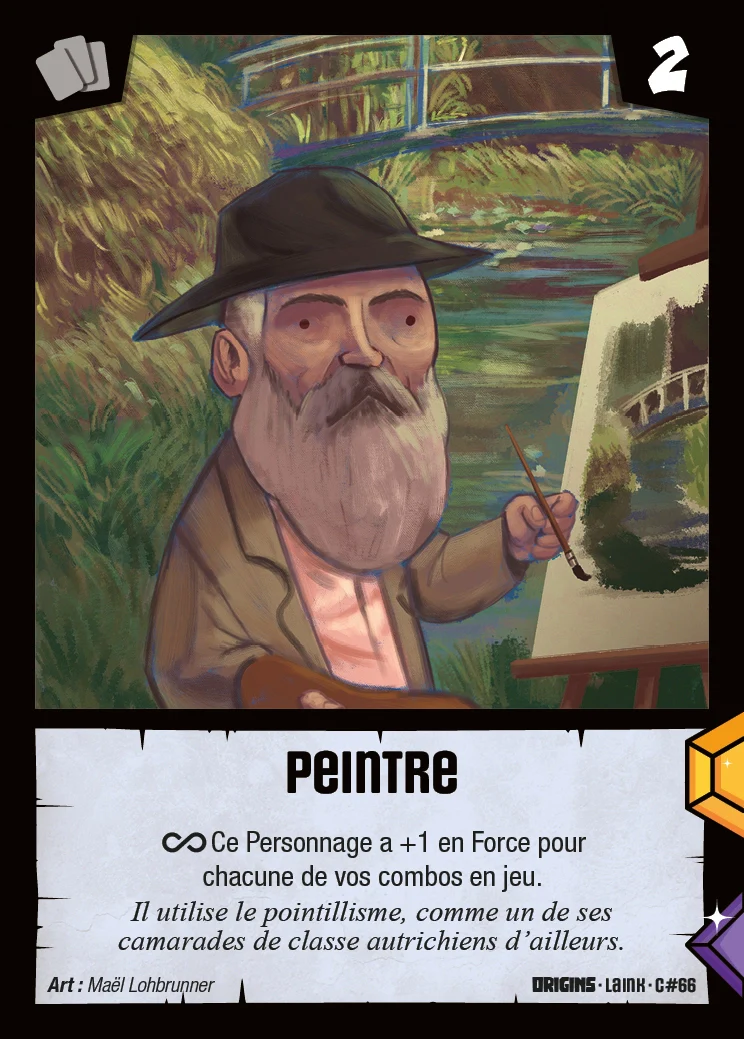 2
PEINTRE
∞ Ce Personnage a +1 en Force pour
chacune de vos combos en jeu.
Il utilise le pointillisme, comme un de ses
camarades de classe autrichiens d’ailleurs.
Art : Maël Lohbrunner
ORIGINS · LAINK · C#66